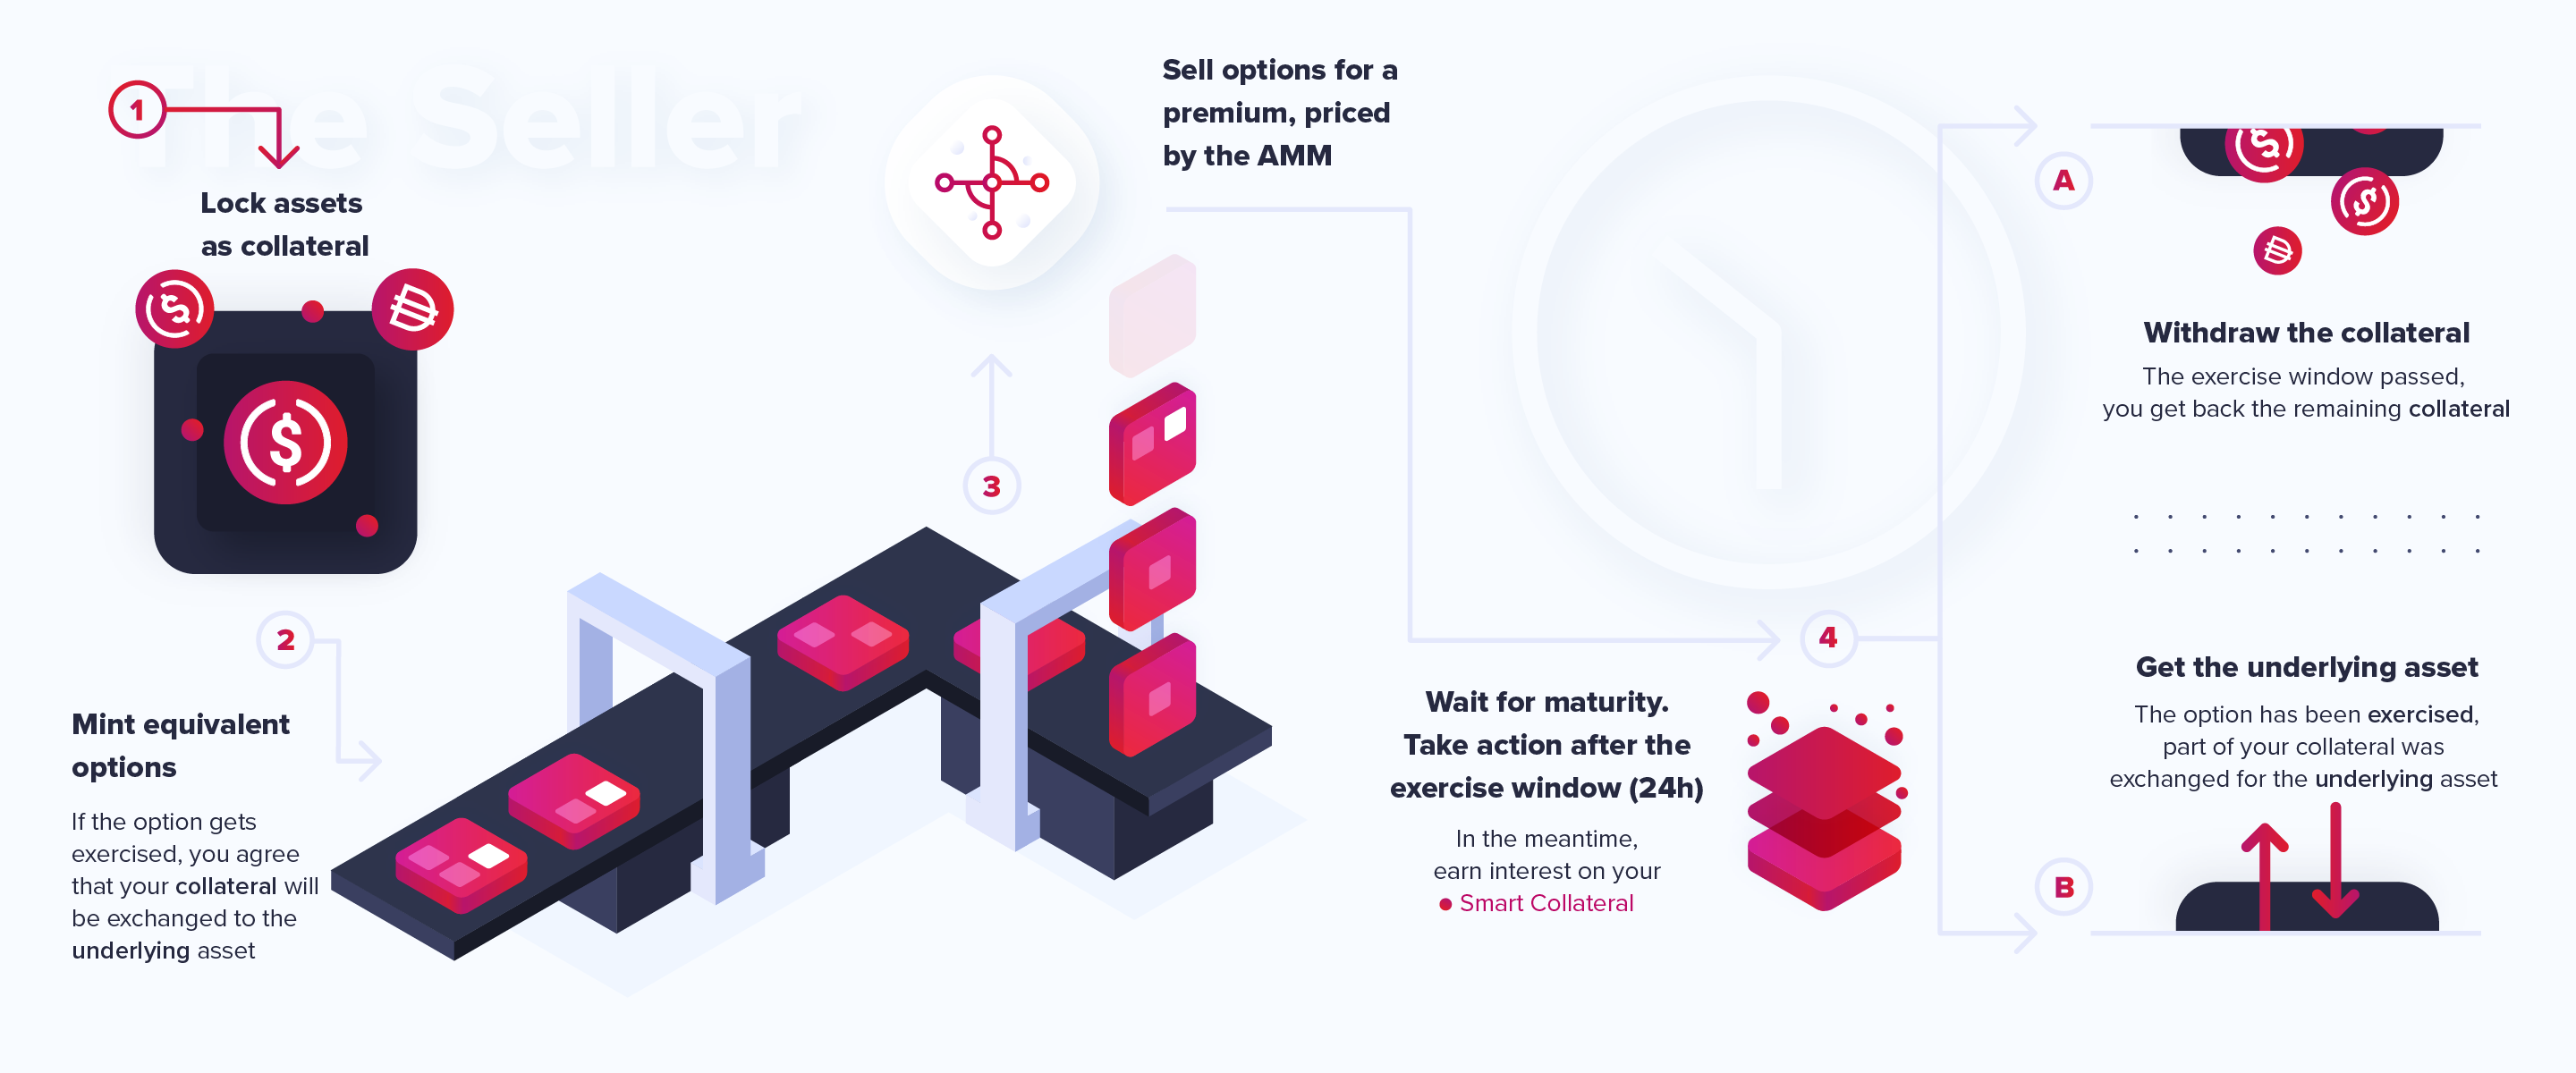 The Seller
1
Lock assets
as collateral
2
Mint equivalent
options
If the option gets
exercised, you agree
that your collateral will
be exchanged to the
underlying asset
3
Sell options for a
premium, priced
by the AMM
4
Wait for maturity.
Take action after the
exercise window (24h)
In the meantime,
earn interest on your
Smart Collateral
A
Withdraw the collateral
The exercise window passed,
you get back the remaining collateral
Get the underlying asset
The option has been exercised,
part of your collateral was
exchanged for the underlying asset
B